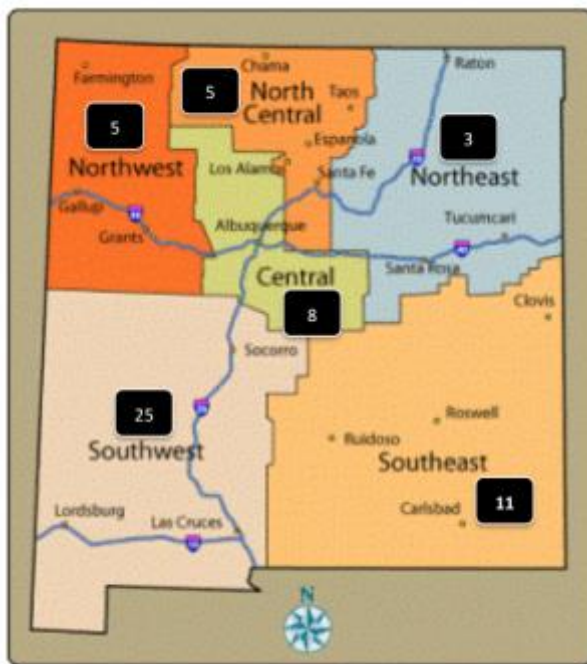 Chama
Raton
Farmington
5
North
Central
Taos
5
3
Espanola
Northwest
Los Alamos
Santa Fe
Northeast
Gallup
Grants
Albuquerque
Tucumcari
Santa Rosa
Central
8
Clovis
Socorro
25
Southwest
Roswell
Ruidoso
Southeast
11
Lordsburg
Las Cruces
Carlsbad
N